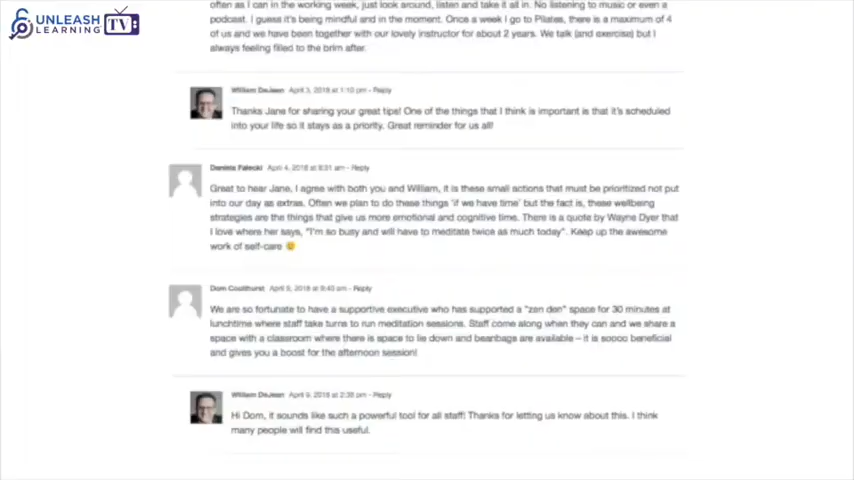 UNLEASH
LEARNING
TV
often as I can in the working week, just look around, listen and take it all in. No listening to music or even a
podcast. I guess it's being mindful and in the moment. Once a week I go to Pilates, there is a maximum of 4
of us and we have been together with our lovely instructor for about 2 years. We talk (and exercise) but I
always feeling filled to the brim after.
William DeJean April 3, 2018 at 1:10 pm - Reply
Thanks Jane for sharing your great tips! One of the things that I think is important is that it's scheduled
into your life so it stays as a priority. Great reminder for us all!
Daniela Falecki April 4, 2018 at 8:31 am - Reply
Great to hear Jane, I agree with both you and William, it is these small actions that must be prioritized not put
into our day as extras. Often we plan to do these things 'if we have time' but the fact is, these wellbeing
strategies are the things that give us more emotional and cognitive time. There is a quote by Wayne Dyer that
I love where her says, "I'm so busy and will have to meditate twice as much today". Keep up the awesome
work of self-care
Dom April 9, 2018 at 9:43 am - Reply
We are so fortunate to have a supportive executive who has supported a "zen den" space for 30 minutes at
lunchtime where staff take turns to run meditation sessions. Staff come along when they can and we share a
space with a classroom where there is space to lie down and beanbags are available – it is soooo beneficial
and gives you a boost for the afternoon session!
William DeJean April 9, 2018 at 2:38 pm - Reply
Hi Dom, it sounds like such a powerful tool for all staff! Thanks for letting us know about this. I think
many people will find this useful.